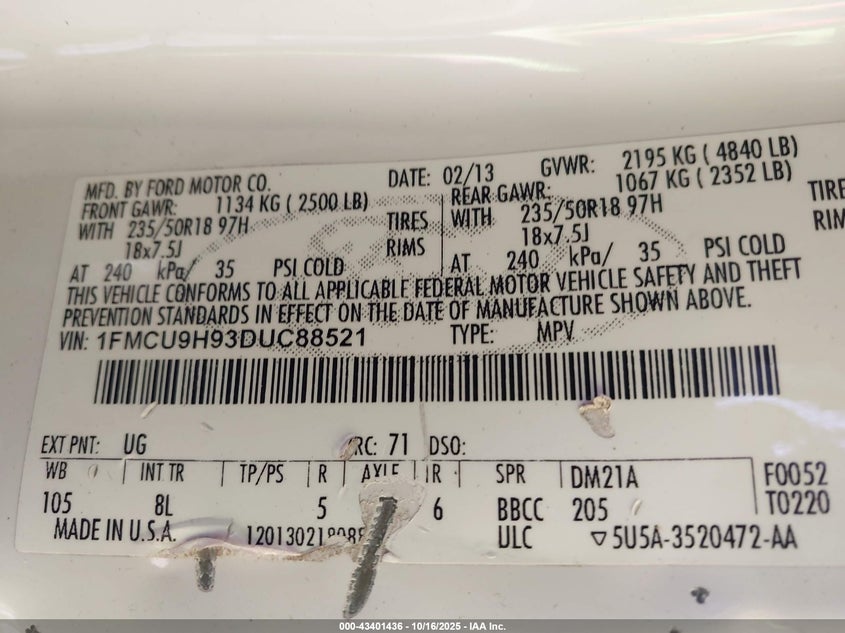 MFD. BY FORD MOTOR CO. DATE: 02/13 GVWR: 2195 KG ( 4840 LB)
FRONT GAWR: 1134 KG ( 2500 LB) REAR GAWR: 1067 KG ( 2352 LB)
WITH 235/50R18 97H TIRES WITH 235/50R18 97H TIRE
18x7.5J RIMS 18x7.5J RIM
AT 240 kPa/ 35 PSI COLD AT 240 kPa/ 35 PSI COLD
THIS VEHICLE CONFORMS TO ALL APPLICABLE FEDERAL MOTOR VEHICLE SAFETY AND THEFT
PREVENTION STANDARDS IN EFFECT ON THE DATE OF MANUFACTURE SHOWN ABOVE.
VIN: 1FMCU9H93DUC88521 TYPE: MPV
EXT PNT: UG RC: 71 DSO:
WB INT TR TP/PS R AXLE TR SPR DM21A F0052
105 8L 5 6 BBCC 205 T0220
MADE IN U.S.A. ULC ▽5U5A-3520472-AA
000-43401436 - 10/16/2025 - IAA Inc.